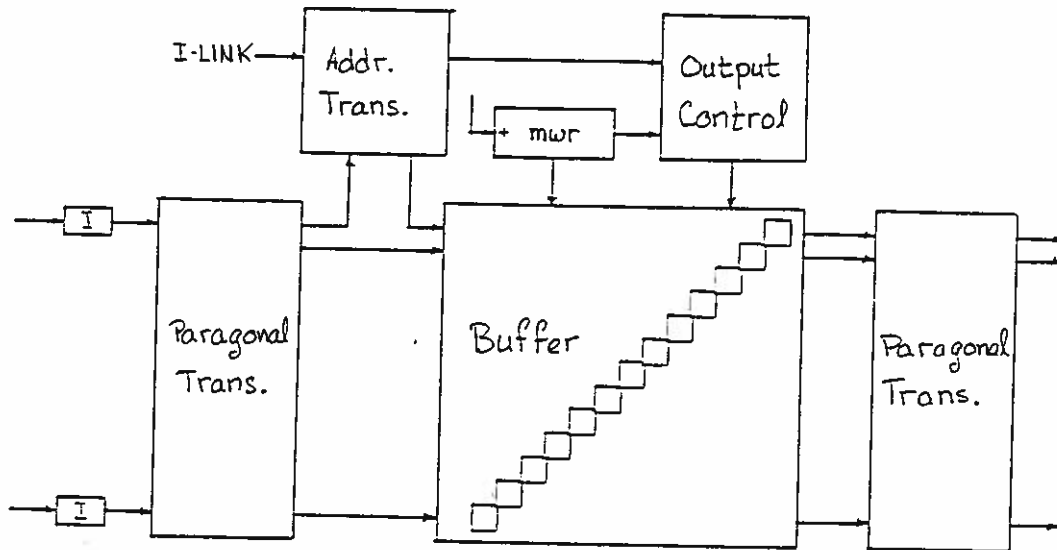 I-LINK
Addr.
Trans.
Output
Control
+ mwr
I
Paragonal
Trans.
Buffer
Paragonal
Trans.
I